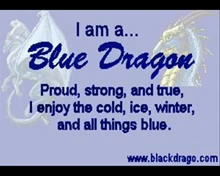 I am a...
Blue Dragon
Proud, strong, and true,
I enjoy the cold, ice, winter,
and all things blue.
www.blackdrago.com